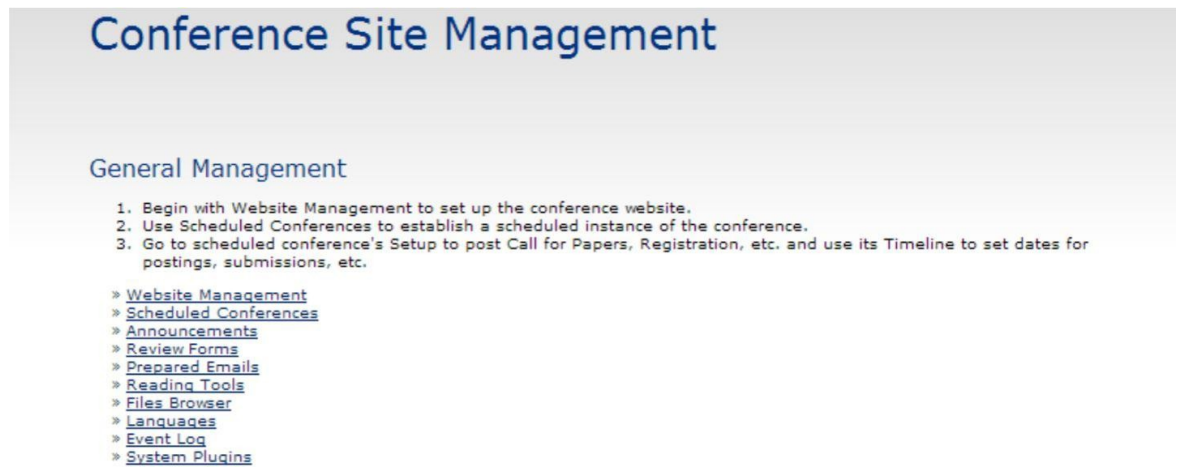 Conference Site Management
General Management
1. Begin with Website Management to set up the conference website.
2. Use Scheduled Conferences to establish a scheduled instance of the conference.
3. Go to scheduled conference's Setup to post Call for Papers, Registration, etc. and use its Timeline to set dates for
postings, submissions, etc.
» Website Management
» Scheduled Conferences
» Announcements
» Review Forms
» Prepared Emails
» Reading Tools
» Files Browser
» Languages
» Event Log
» System Plugins